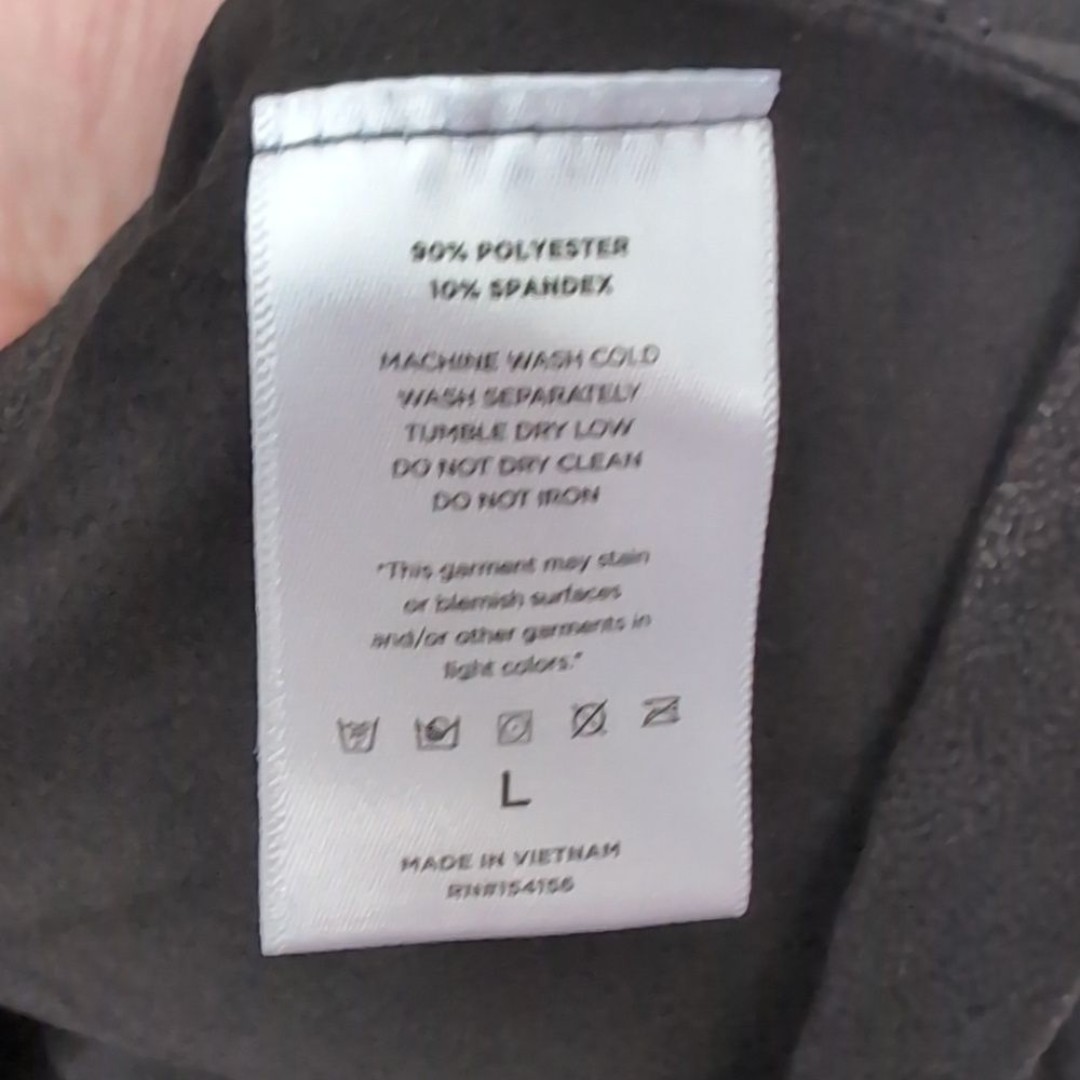 90% POLYESTER
10% SPANDEX
MACHINE WASH COLD
WASH SEPARATELY
TUMBLE DRY LOW
DO NOT DRY CLEAN
DO NOT IRON
"This garment may stain
or blemish surfaces
and/or other garments in
light colors."
L
MADE IN VIETNAM
RN#154156